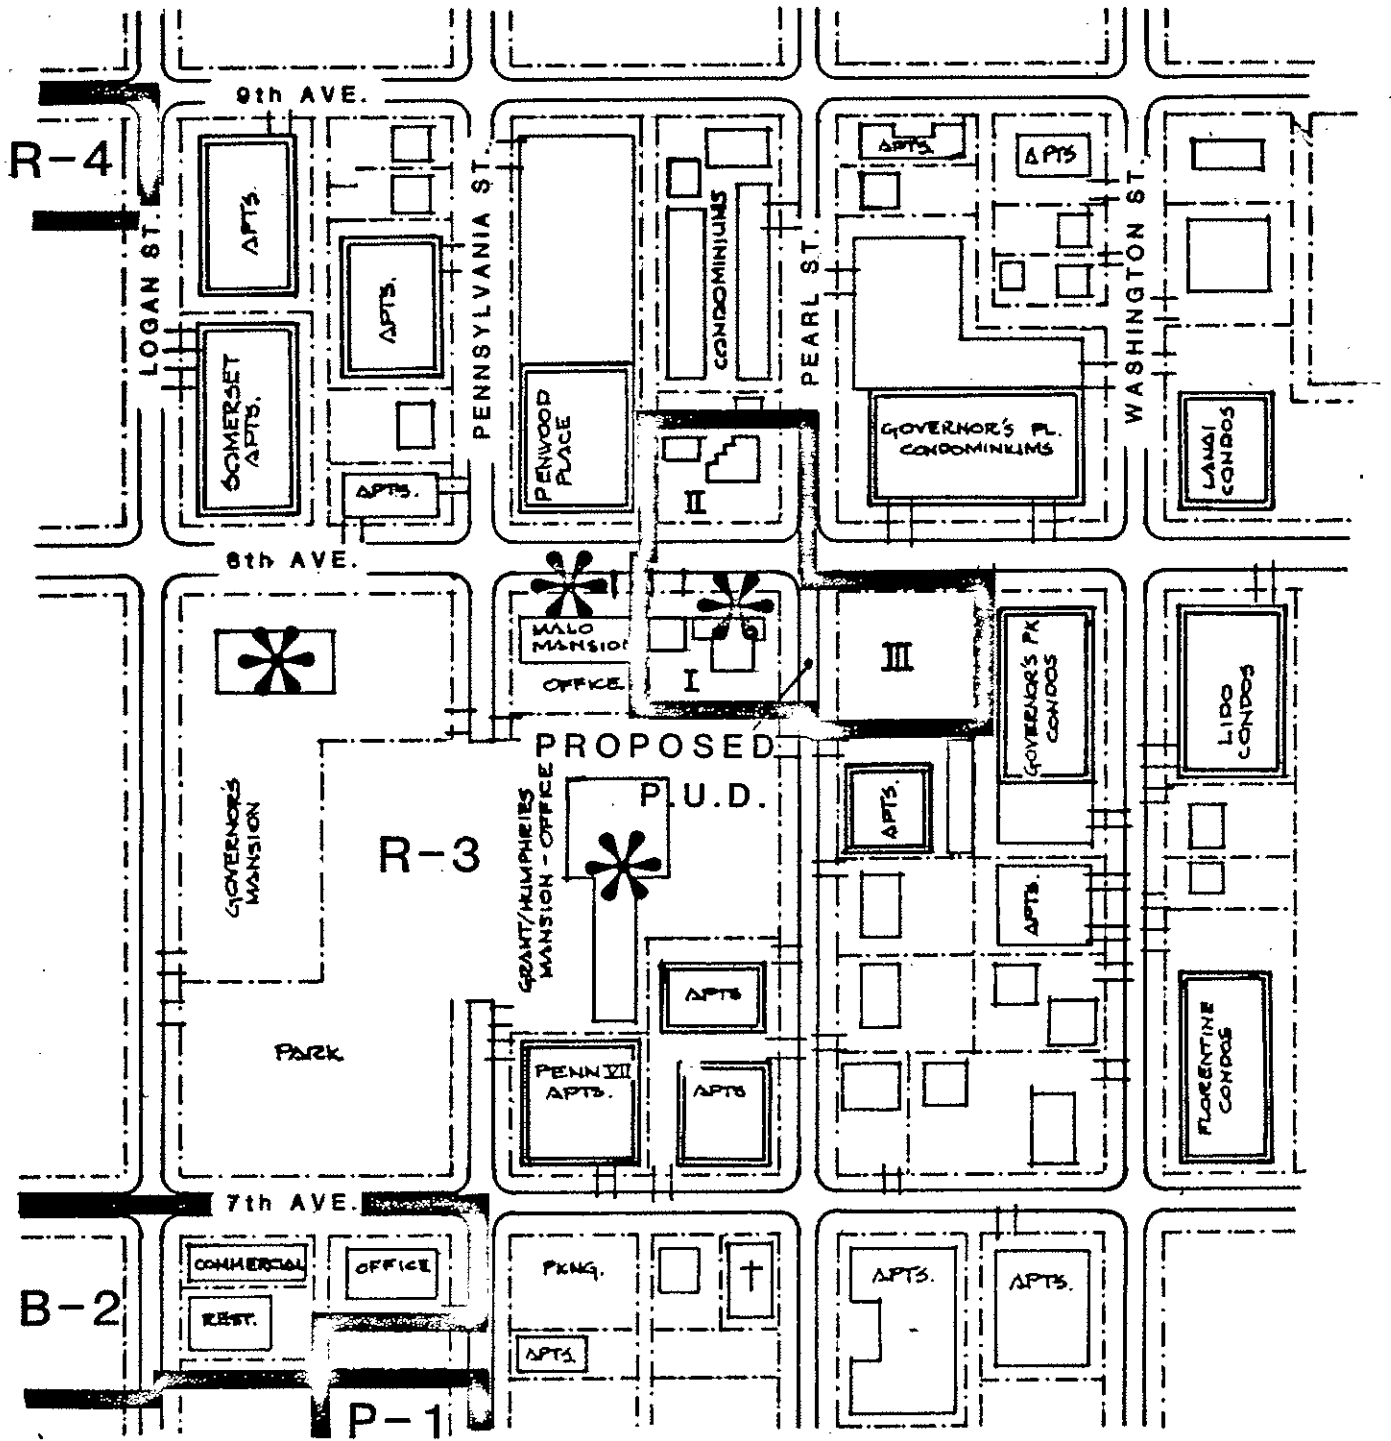 9th AVE.
R-4
LOGAN ST.
APTS.
APTS.
SOMERSET
APTS.
APTS.
PENNSYLVANIA ST.
PENWOOD
PLACE
CONDOMINIUMS
II
PEARL ST.
APTS.
APTS
GOVERNOR'S PL.
CONDOMINIUMS
WASHINGTON ST.
LANAI
CONDOS
8th AVE.
MALO
MANSION
OFFICE
I
III
GOVERNOR'S PK
CONDOS
LIDO
CONDOS
PROPOSED
P.U.D.
GOVERNOR'S
MANSION
R-3
GRANT/HUMPHRIES
MANSION - OFFICE
APTS.
APTS.
PARK
APTS
PENN VII
APTS.
APTS
FLORENTINE
CONDOS
7th AVE.
COMMERCIAL
OFFICE
PKNG.
APTS.
APTS.
B-2
REST.
APTS.
P-1